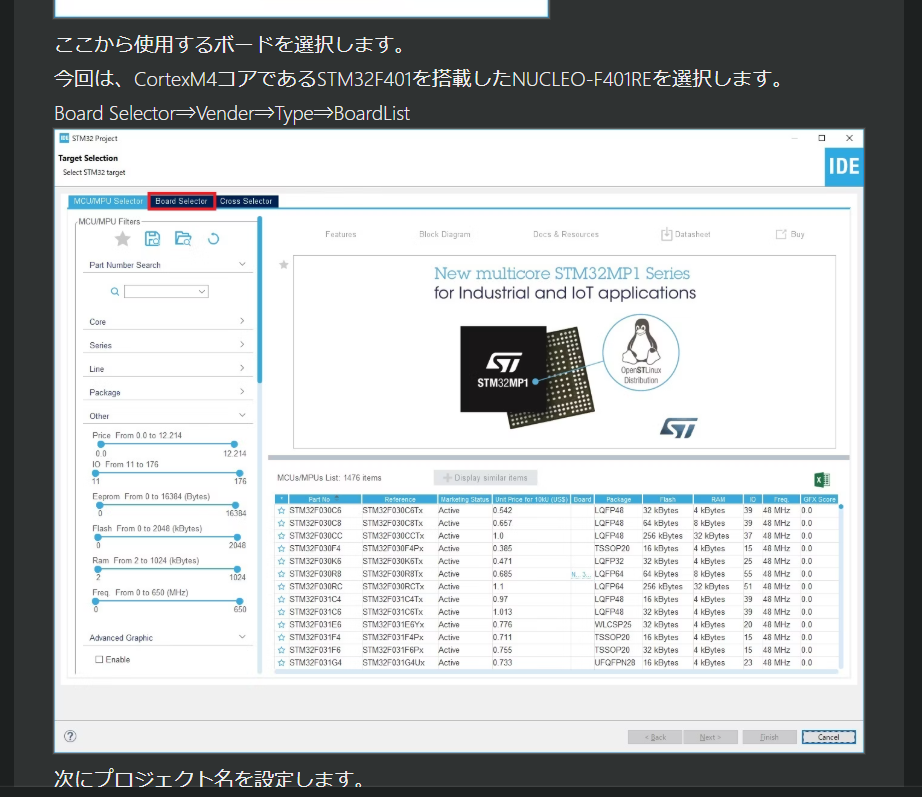 ここから使用するボードを選択します。
今回は、CortexM4コアであるSTM32F401を搭載したNUCLEO-F401REを選択します。
Board Selector⇒Vender⇒Type⇒BoardList
IDE STM32 Project
Target Selection
Select STM32 target
IDE
MCU/MPU Selector Board Selector Cross Selector
MCU/MPU Filters
Features Block Diagram Docs & Resources Datasheet Buy
Part Number Search
Core
Series
Line
Package
Other
Price From 0.0 to 12.214
0.0 12.214
IO From 11 to 176
11 176
Eeprom From 0 to 16384 (Bytes)
0 16384
Flash From 0 to 2048 (kBytes)
0 2048
Ram From 2 to 1024 (kBytes)
2 1024
Freq. From 0 to 650 (MHz)
0 650
Advanced Graphic
Enable
New multicore STM32MP1 Series
for Industrial and IoT applications
STM32MP1
OpenSTLinux
Distribution
MCUs/MPUs List: 1476 items
Display similar items
* Part No Reference Marketing Status Unit Price for 10kU (US$) Board Package Flash RAM IO Freq. GFX Score
STM32F030C6 STM32F030C6Tx Active 0.542 LQFP48 32 kBytes 4 kBytes 39 48 MHz 0.0
STM32F030C8 STM32F030C8Tx Active 0.657 LQFP48 64 kBytes 8 kBytes 39 48 MHz 0.0
STM32F030CC STM32F030CCTx Active 1.0 LQFP48 256 kBytes 32 kBytes 37 48 MHz 0.0
STM32F030F4 STM32F030F4Px Active 0.385 TSSOP20 16 kBytes 4 kBytes 15 48 MHz 0.0
STM32F030K6 STM32F030K6Tx Active 0.471 LQFP32 32 kBytes 4 kBytes 25 48 MHz 0.0
STM32F030R8 STM32F030R8Tx Active 0.685 LQFP64 64 kBytes 8 kBytes 55 48 MHz 0.0
STM32F030RC STM32F030RCTx Active 1.1 LQFP64 256 kBytes 32 kBytes 51 48 MHz 0.0
STM32F031C4 STM32F031C4Tx Active 0.97 LQFP48 16 kBytes 4 kBytes 39 48 MHz 0.0
STM32F031C6 STM32F031C6Tx Active 1.013 LQFP48 32 kBytes 4 kBytes 39 48 MHz 0.0
STM32F031E6 STM32F031E6Yx Active 0.776 WLCSP25 32 kBytes 4 kBytes 20 48 MHz 0.0
STM32F031F4 STM32F031F4Px Active 0.711 TSSOP20 16 kBytes 4 kBytes 15 48 MHz 0.0
STM32F031F6 STM32F031F6Px Active 0.755 TSSOP20 32 kBytes 4 kBytes 15 48 MHz 0.0
STM32F031G4 STM32F031G4Ux Active 0.733 UFQFPN28 16 kBytes 4 kBytes 23 48 MHz 0.0
< Back Next > Finish Cancel
次にプロジェクト名を設定します。